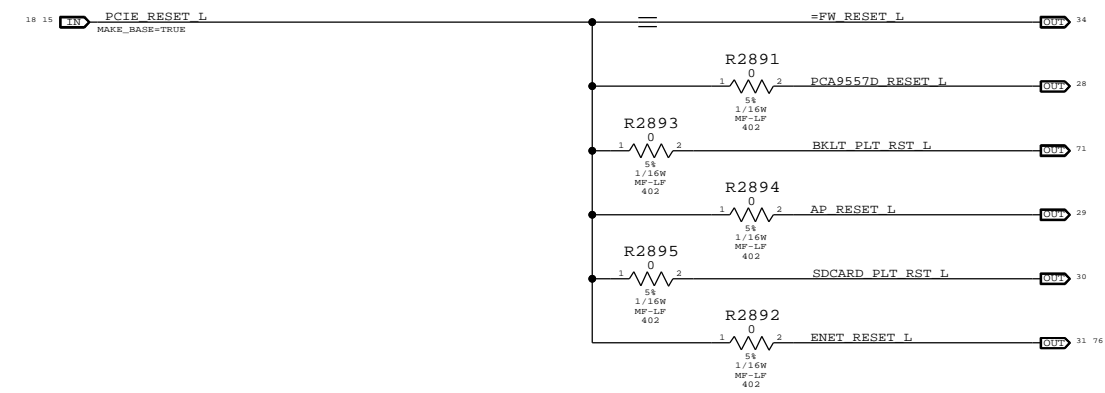 18 15 IN PCIE_RESET_L
MAKE_BASE=TRUE
=FW_RESET_L OUT 34
R2891
0
1 2 PCA9557D_RESET_L OUT 28
5%
1/16W
MF-LF
402
R2893
0
1 2 BKLT_PLT_RST_L OUT 71
5%
1/16W
MF-LF
402
R2894
0
1 2 AP_RESET_L OUT 29
5%
1/16W
MF-LF
402
R2895
0
1 2 SDCARD_PLT_RST_L OUT 30
5%
1/16W
MF-LF
402
R2892
0
1 2 ENET_RESET_L OUT 31 76
5%
1/16W
MF-LF
402